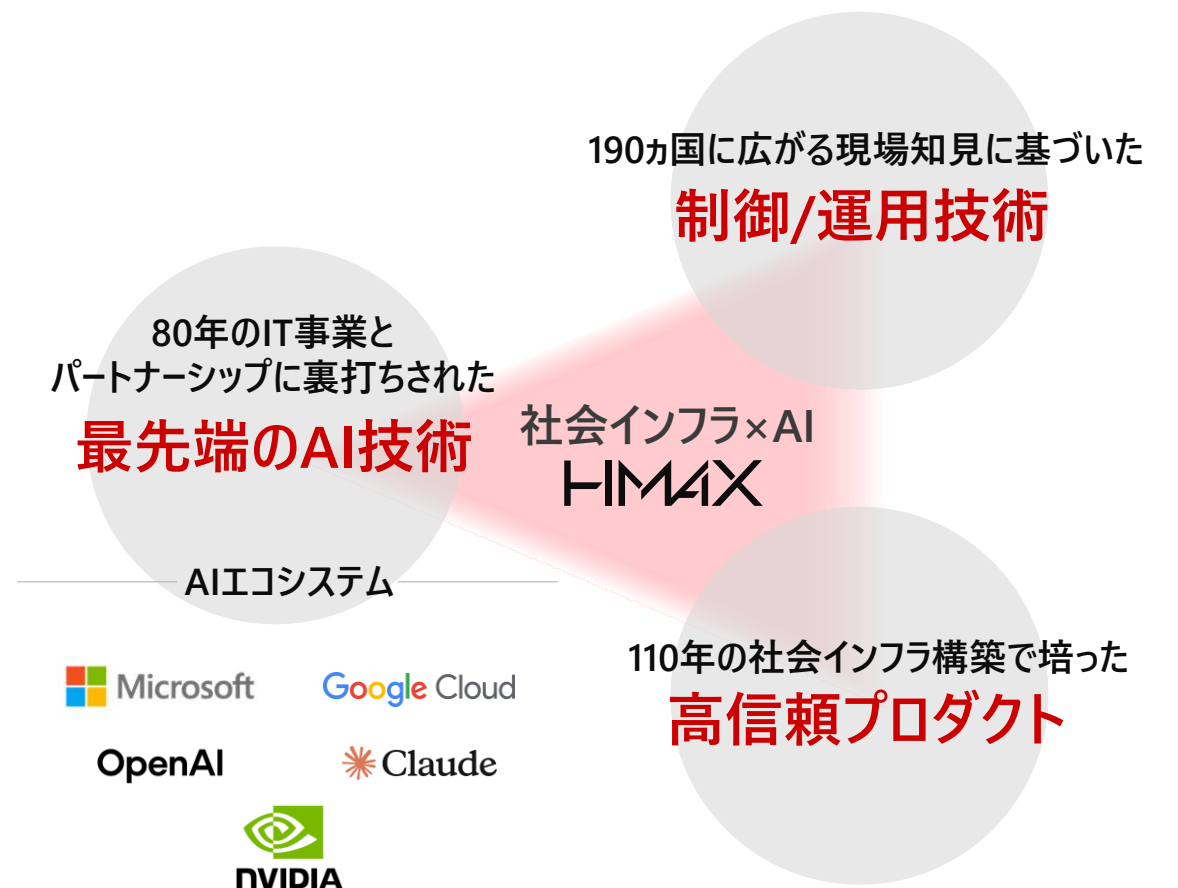 190ヵ国に広がる現場知見に基づいた
制御/運用技術
80年のIT事業と
パートナーシップに裏打ちされた
最先端のAI技術
社会インフラ×AI
HMAX
AIエコシステム
Microsoft
Google Cloud
OpenAI
Claude
NVIDIA
110年の社会インフラ構築で培った
高信頼プロダクト